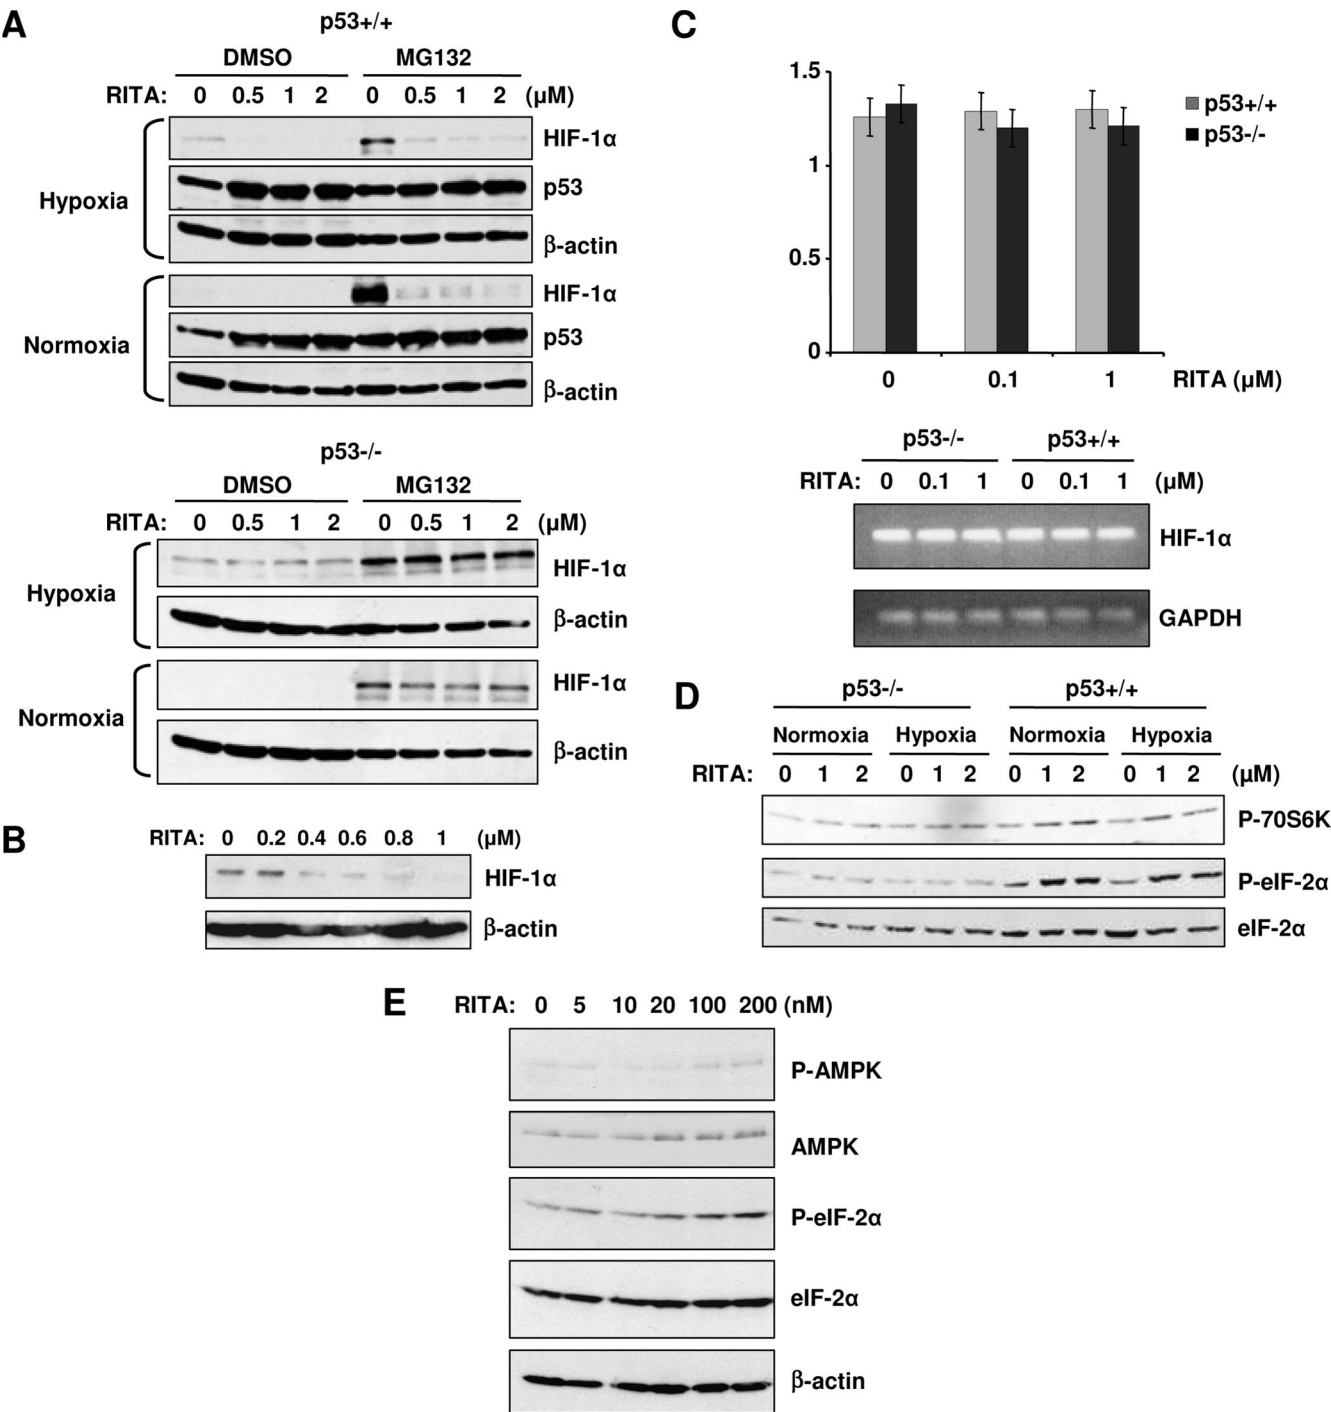 A
p53+/+
DMSO MG132
RITA: 0 0.5 1 2 0 0.5 1 2 (µM)
Hypoxia
HIF-1α
p53
β-actin
Normoxia
HIF-1α
p53
β-actin
p53-/-
DMSO MG132
RITA: 0 0.5 1 2 0 0.5 1 2 (µM)
Hypoxia
HIF-1α
β-actin
Normoxia
HIF-1α
β-actin
B
RITA: 0 0.2 0.4 0.6 0.8 1 (µM)
HIF-1α
β-actin
C
1.5
1
0.5
0
p53+/+
p53-/-
0 0.1 1 RITA (µM)
p53-/- p53+/+
RITA: 0 0.1 1 0 0.1 1 (µM)
HIF-1α
GAPDH
D
p53-/- p53+/+
Normoxia Hypoxia Normoxia Hypoxia
RITA: 0 1 2 0 1 2 0 1 2 0 1 2 (µM)
P-70S6K
P-eIF-2α
eIF-2α
E
RITA: 0 5 10 20 100 200 (nM)
P-AMPK
AMPK
P-eIF-2α
eIF-2α
β-actin